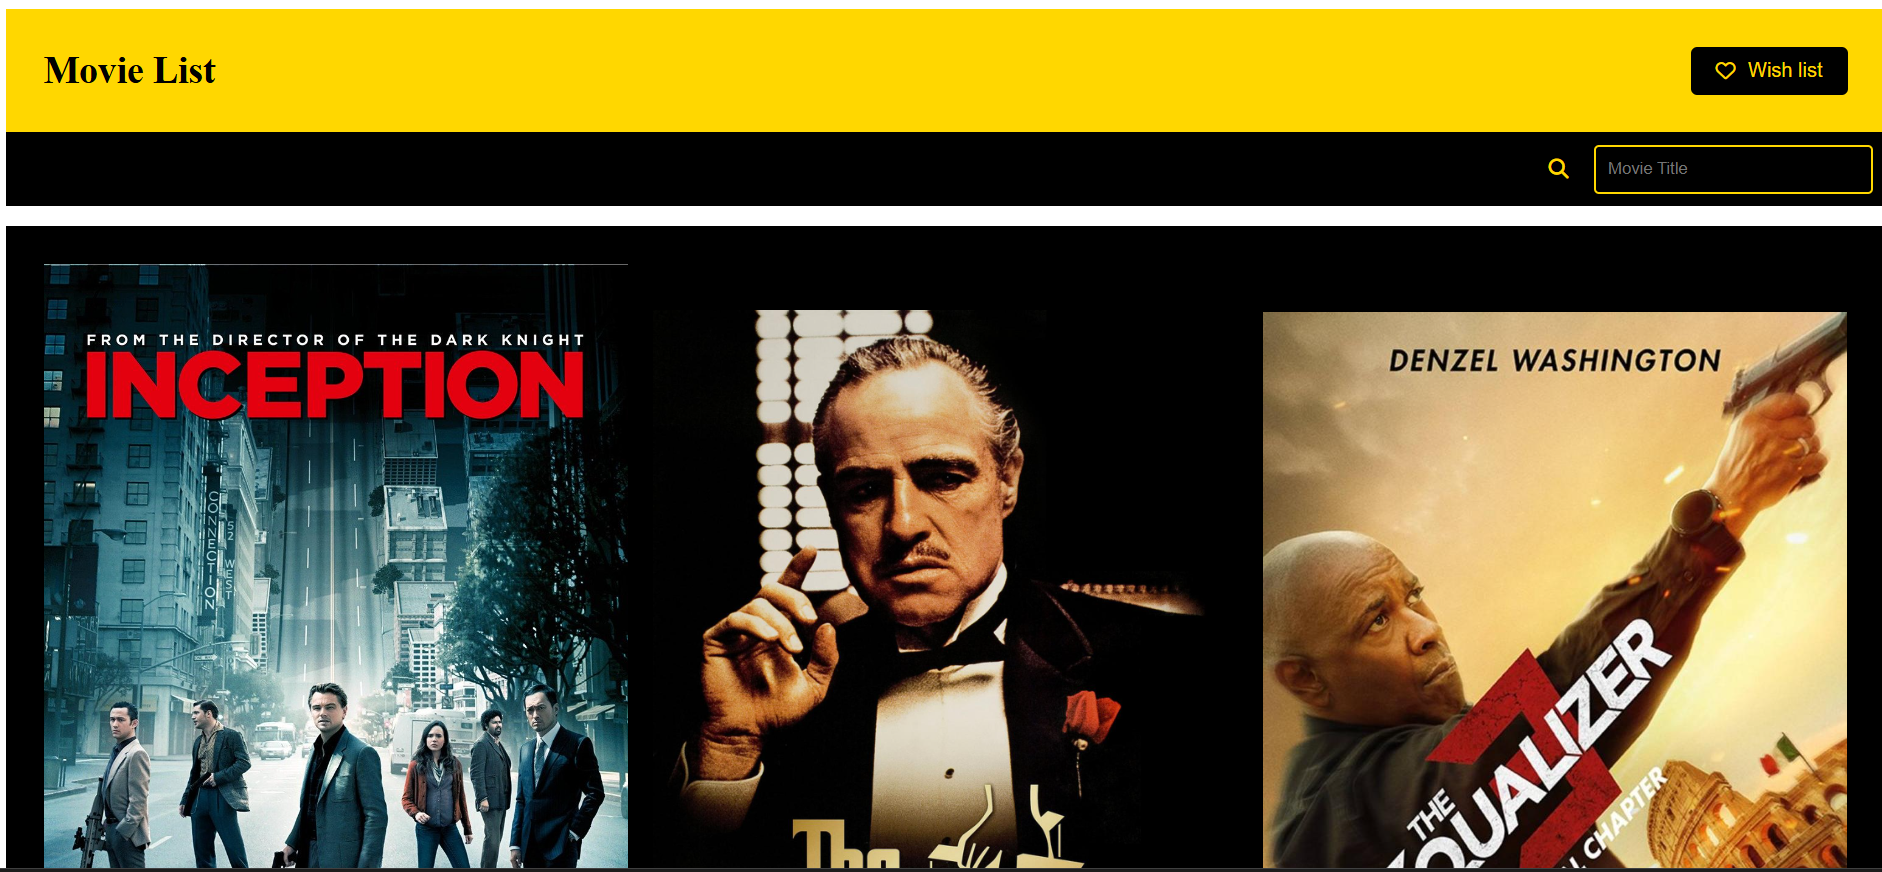 Movie List
Wish list
Movie Title
FROM THE DIRECTOR OF THE DARK KNIGHT
INCEPTION
CONNECTION
52 WEST
DENZEL WASHINGTON
THE
EQUALIZER
CHAPTER
The